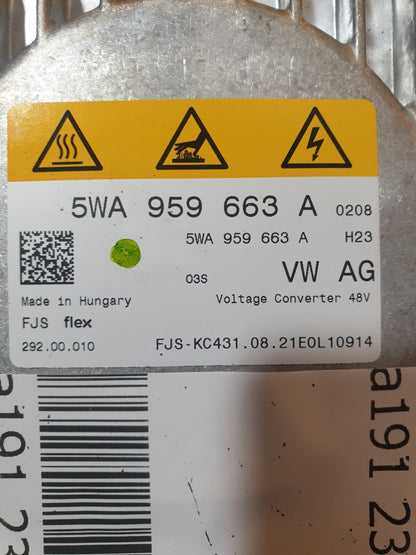 5WA 959 663 A 0208
5WA 959 663 A H23
03S VW AG
Made in Hungary Voltage Converter 48V
FJS flex
292.00.010 FJS-KC431.08.21E0L10914
a191 23
a191 23